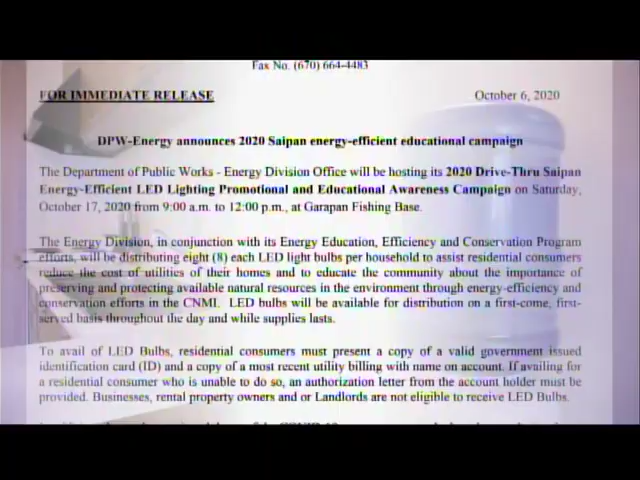 Fax No. (670) 664-4483
FOR IMMEDIATE RELEASE October 6, 2020
DPW-Energy announces 2020 Saipan energy-efficient educational campaign
The Department of Public Works - Energy Division Office will be hosting its 2020 Drive-Thru Saipan
Energy-Efficient LED Lighting Promotional and Educational Awareness Campaign on Saturday,
October 17, 2020 from 9:00 a.m. to 12:00 p.m., at Garapan Fishing Base.
The Energy Division, in conjunction with its Energy Education, Efficiency and Conservation Program
efforts, will be distributing eight (8) each LED light bulbs per household to assist residential consumers
reduce the cost of utilities of their homes and to educate the community about the importance of
preserving and protecting available natural resources in the environment through energy-efficiency and
conservation efforts in the CNMI. LED bulbs will be available for distribution on a first-come, first-
served basis throughout the day and while supplies lasts.
To avail of LED Bulbs, residential consumers must present a copy of a valid government issued
identification card (ID) and a copy of a most recent utility billing with name on account. If availing for
a residential consumer who is unable to do so, an authorization letter from the account holder must be
provided. Businesses, rental property owners and or Landlords are not eligible to receive LED Bulbs.